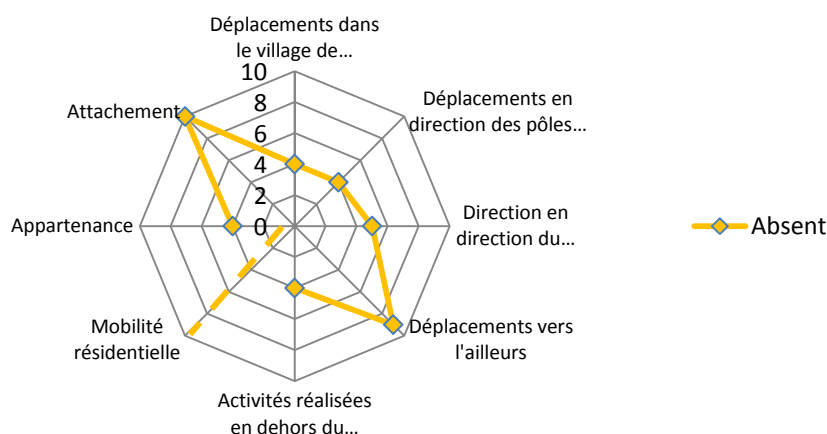 Déplacements dans
le village de...
10
8
6
4
2
0
Déplacements en
direction des pôles...
Direction en
direction du...
Déplacements vers
l'ailleurs
Activités réalisées
en dehors du...
Mobilité
résidentielle
Appartenance
Attachement
Absent